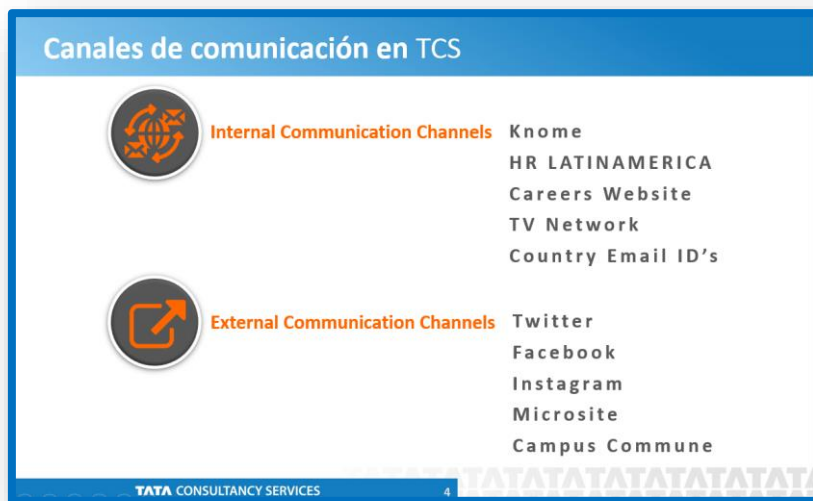 Canales de comunicación en TCS
Internal Communication Channels
Knome
HR LATINAMERICA
Careers Website
TV Network
Country Email ID's
External Communication Channels
Twitter
Facebook
Instagram
Microsite
Campus Commune
TATA CONSULTANCY SERVICES
4
TATATATATATATATATATATA